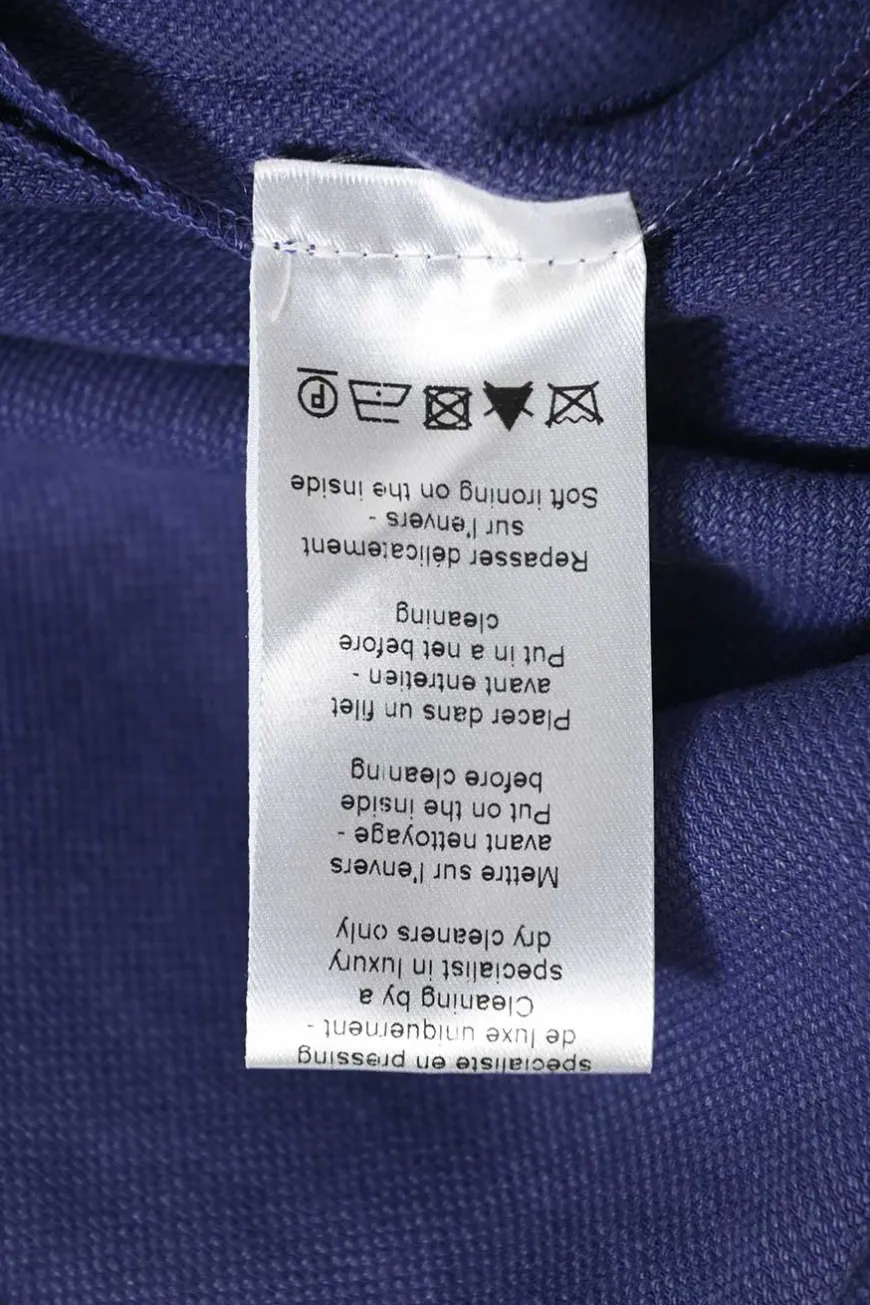 spécialiste en pressing
de luxe uniquement -
Cleaning by a
specialist in luxury
dry cleaners only
Mettre sur l'envers
avant nettoyage -
Put on the inside
before cleaning
Placer dans un filet
avant entretien -
Put in a net before
cleaning
Repasser délicatement
sur l'envers -
Soft ironing on the inside
P